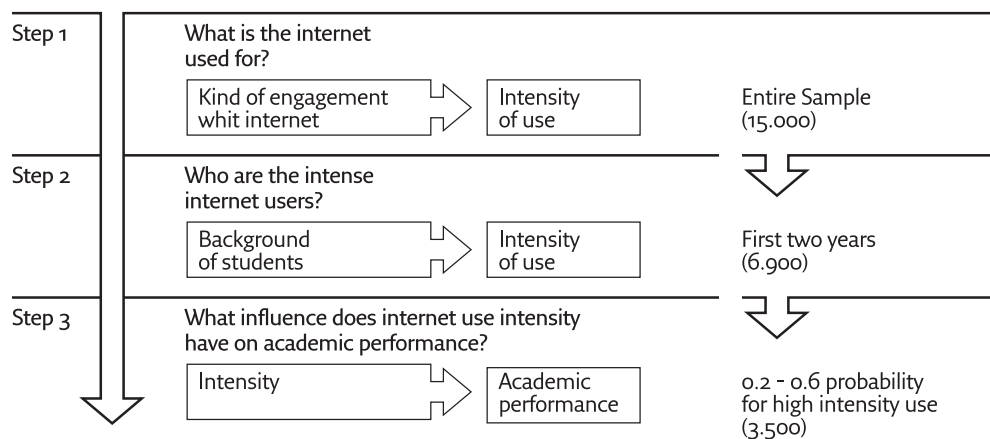 Step 1
What is the internet
used for?
Kind of engagement
whit internet
Intensity
of use
Entire Sample
(15.000)
Step 2
Who are the intense
internet users?
Background
of students
Intensity
of use
First two years
(6.900)
Step 3
What influence does internet use intensity
have on academic performance?
Intensity
Academic
performance
0.2 - 0.6 probability
for high intensity use
(3.500)